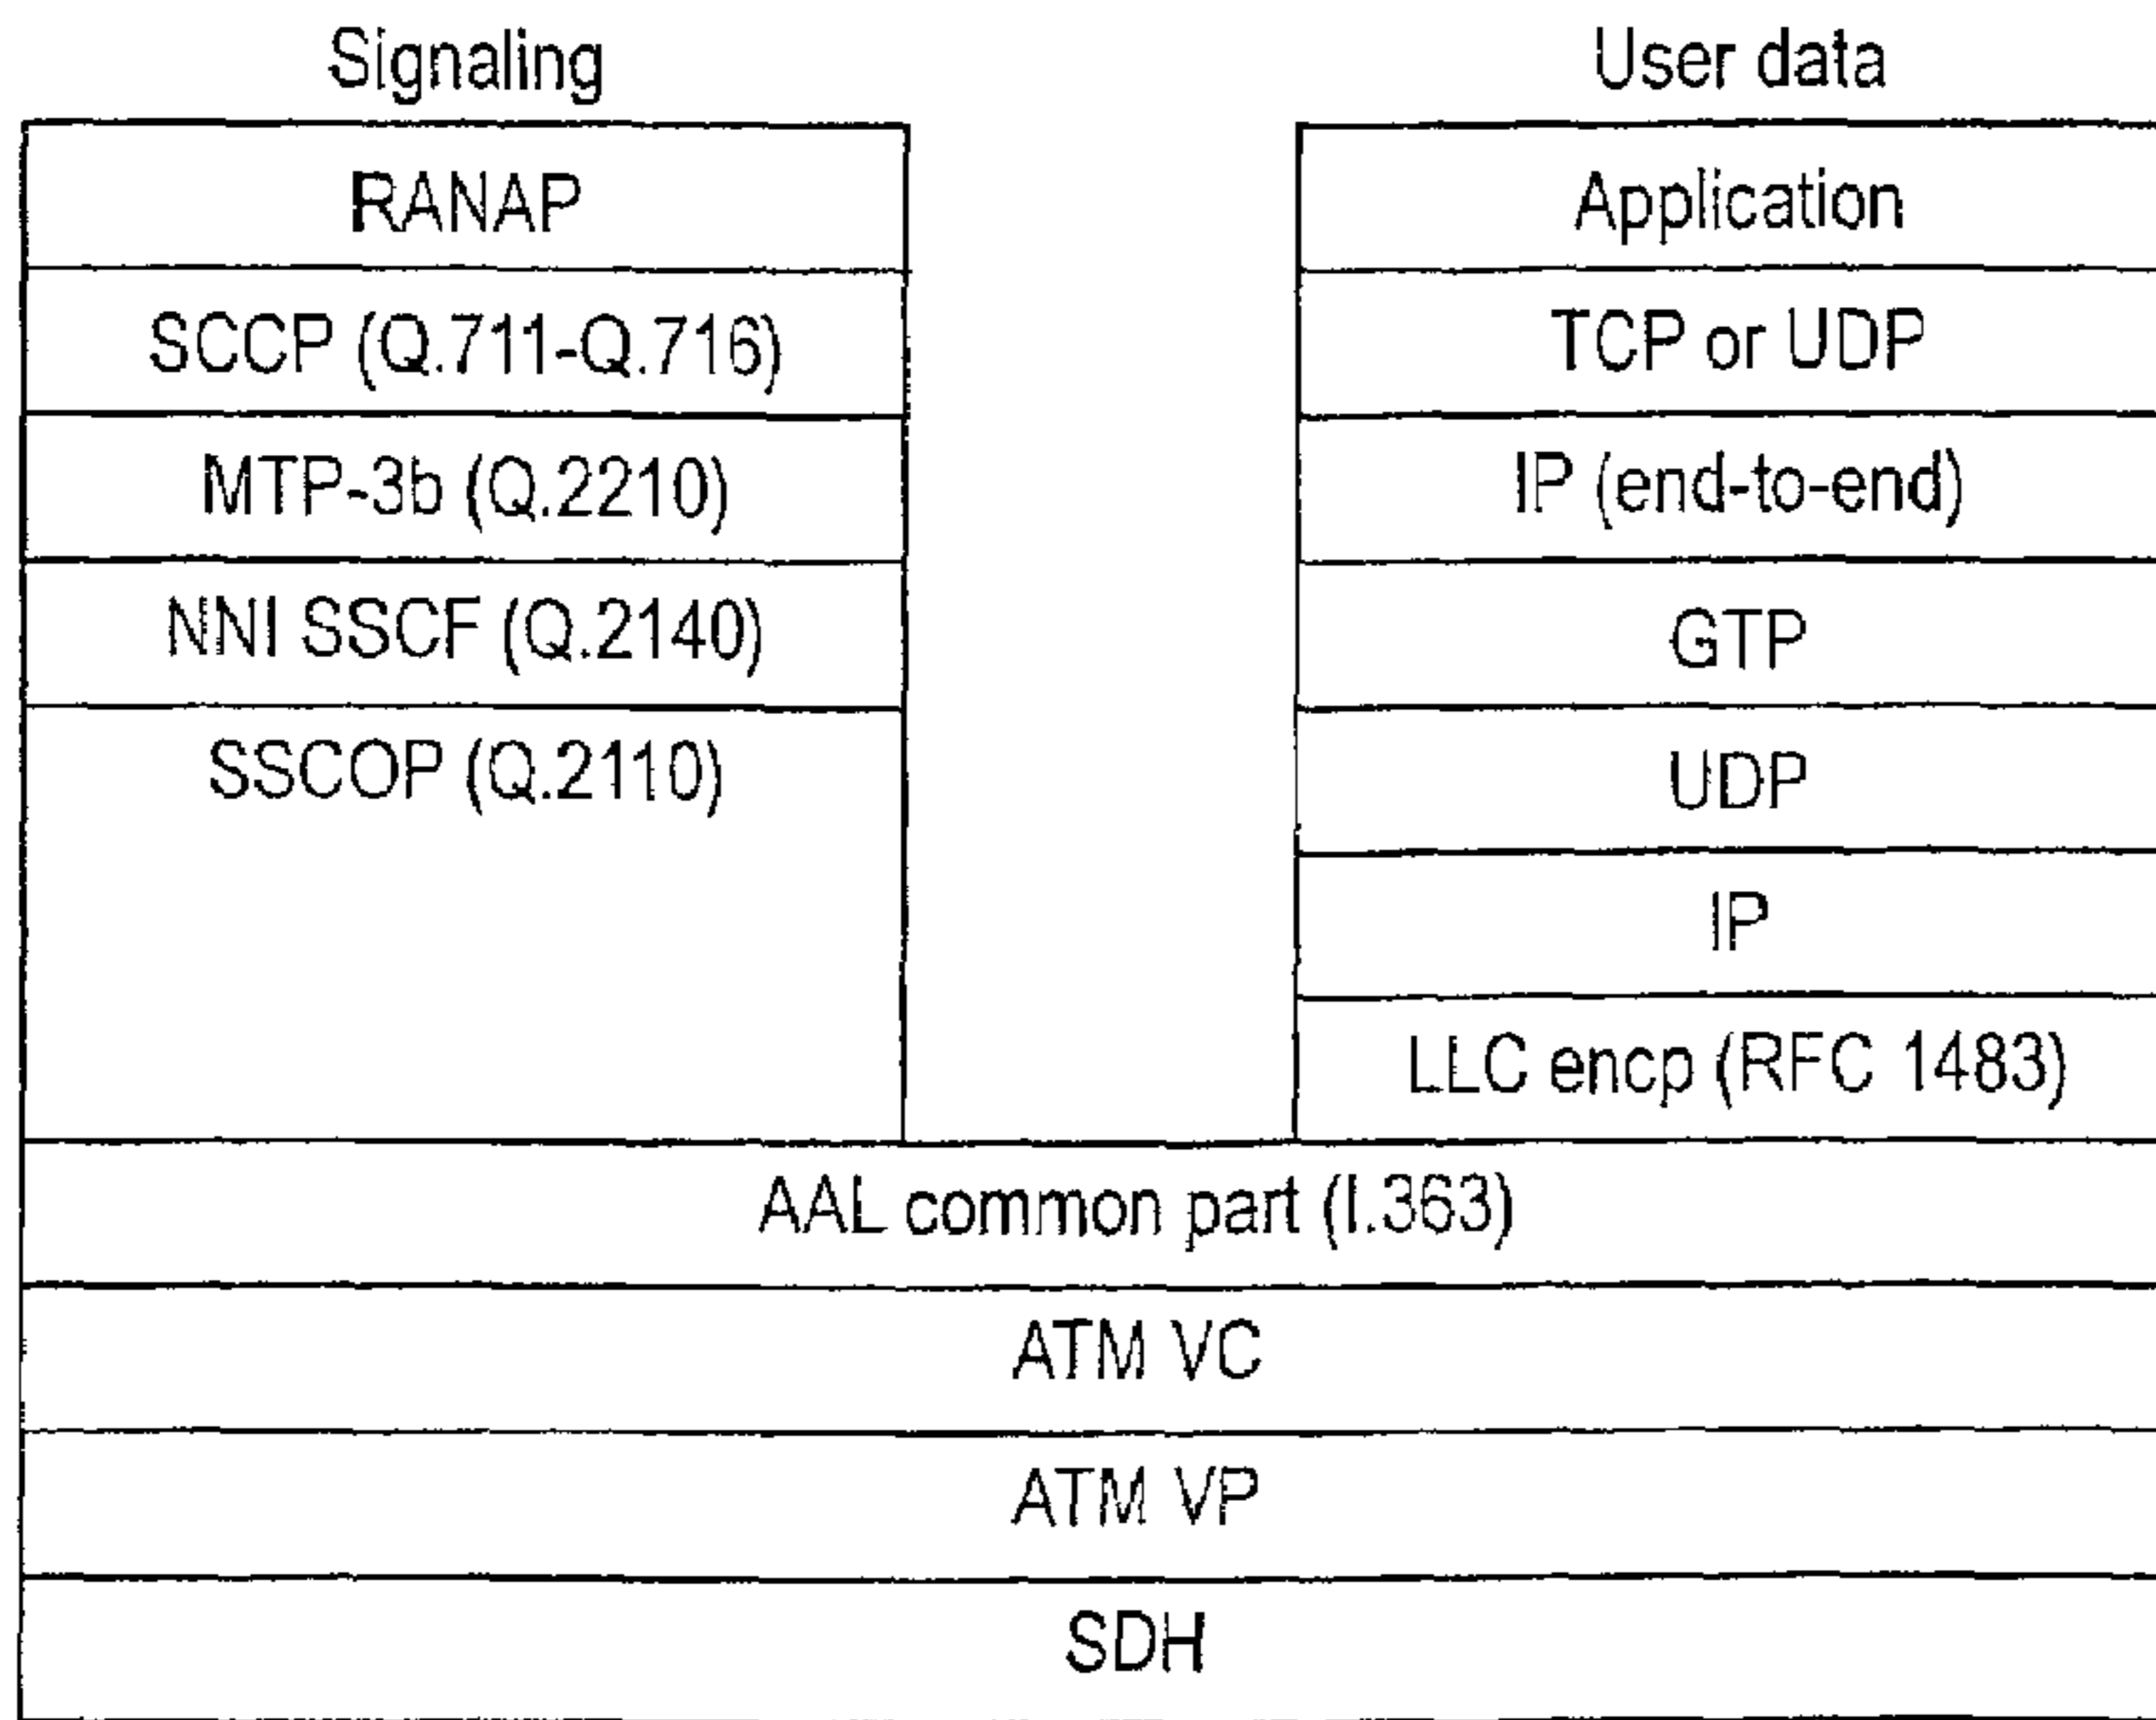 Signaling
RANAP
SCCP (Q.711-Q.716)
MTP-3b (Q.2210)
NNI SSCF (Q.2140)
SSCOP (Q.2110)
User data
Application
TCP or UDP
IP (end-to-end)
GTP
UDP
IP
LLC encp (RFC 1483)
AAL common part (I.363)
ATM VC
ATM VP
SDH